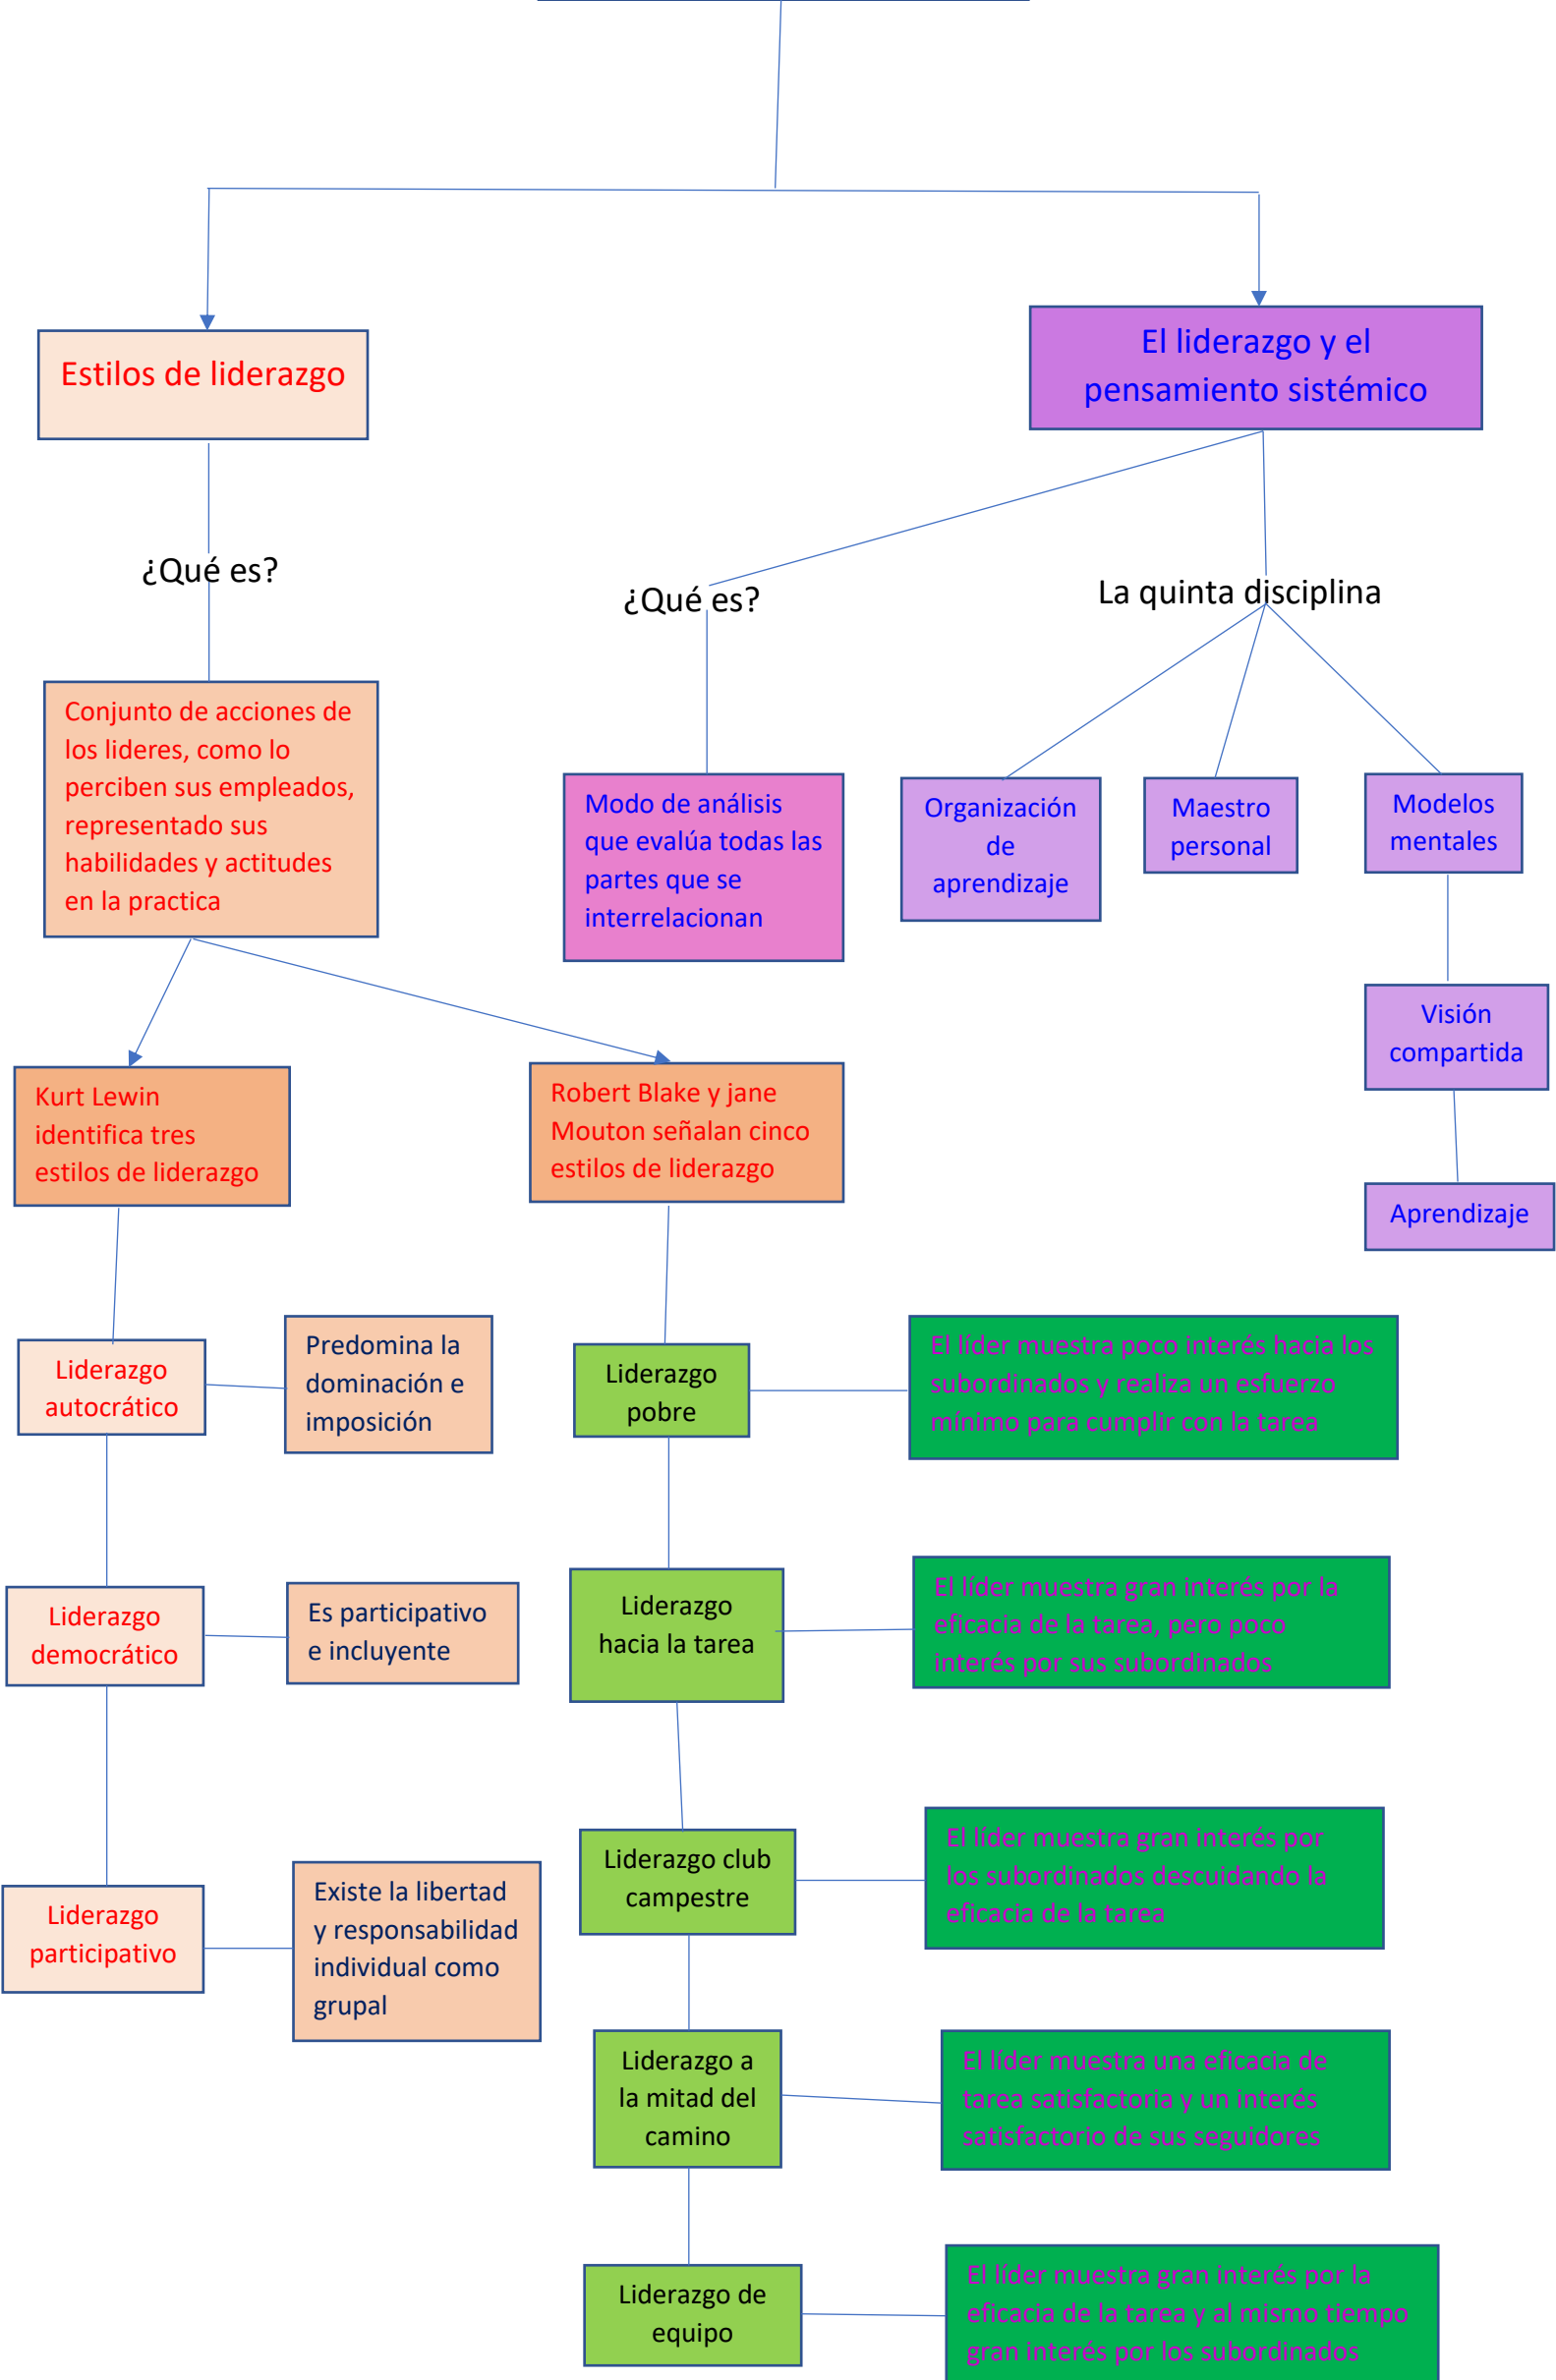 Estilos de liderazgo
El liderazgo y el
pensamiento sistémico
¿Qué es?
¿Qué es?
La quinta disciplina
Conjunto de acciones de
los lideres, como lo
perciben sus empleados,
representado sus
habilidades y actitudes
en la practica
Modo de análisis
que evalúa todas las
partes que se
interrelacionan
Organización
de
aprendizaje
Maestro
personal
Modelos
mentales
Visión
compartida
Aprendizaje
Kurt Lewin
identifica tres
estilos de liderazgo
Robert Blake y jane
Mouton señalan cinco
estilos de liderazgo
Liderazgo
autocrático
Predomina la
dominación e
imposición
Liderazgo
democrático
Es participativo
e incluyente
Liderazgo
participativo
Existe la libertad
y responsabilidad
individual como
grupal
Liderazgo
pobre
El líder muestra poco interés hacia los
subordinados y realiza un esfuerzo
mínimo para cumplir con la tarea
Liderazgo
hacia la tarea
El líder muestra gran interés por la
eficacia de la tarea, pero poco
interés por sus subordinados
Liderazgo club
campestre
El líder muestra gran interés por
los subordinados descuidando la
eficacia de la tarea
Liderazgo a
la mitad del
camino
El líder muestra una eficacia de
tarea satisfactoria y un interés
satisfactorio de sus seguidores
Liderazgo de
equipo
El líder muestra gran interés por la
eficacia de la tarea y al mismo tiempo
gran interés por los subordinados